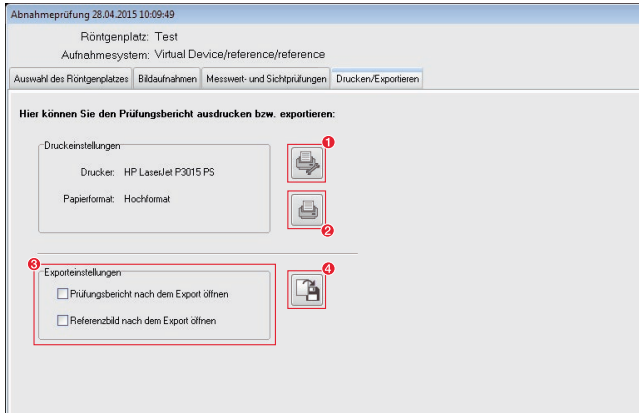 Abnahmeprüfung 28.04.2015 10:09:49
Röntgenplatz: Test
Aufnahmesystem: Virtual Device/reference/reference
Auswahl des Röntgenplatzes Bildaufnahmen Messwert- und Sichtprüfungen Drucken/Exportieren
Hier können Sie den Prüfungsbericht ausdrucken bzw. exportieren:
Druckeinstellungen
1
Drucker: HP LaserJet P3015 PS
Papierformat: Hochformat
2
3
4
Exporteinstellungen
Prüfungsbericht nach dem Export öffnen
Referenzbild nach dem Export öffnen